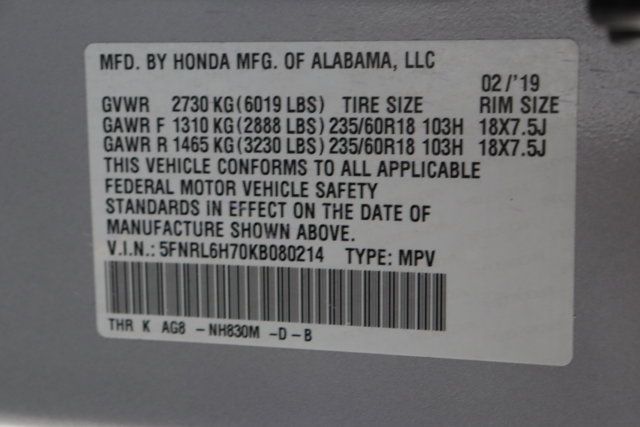 MFD. BY HONDA MFG. OF ALABAMA, LLC
02/'19
GVWR 2730 KG(6019 LBS) TIRE SIZE RIM SIZE
GAWR F 1310 KG(2888 LBS) 235/60R18 103H 18X7.5J
GAWR R 1465 KG(3230 LBS) 235/60R18 103H 18X7.5J
THIS VEHICLE CONFORMS TO ALL APPLICABLE
FEDERAL MOTOR VEHICLE SAFETY
STANDARDS IN EFFECT ON THE DATE OF
MANUFACTURE SHOWN ABOVE.
V.I.N.: 5FNRL6H70KB080214 TYPE: MPV
THR K AG8 -NH830M -D-B